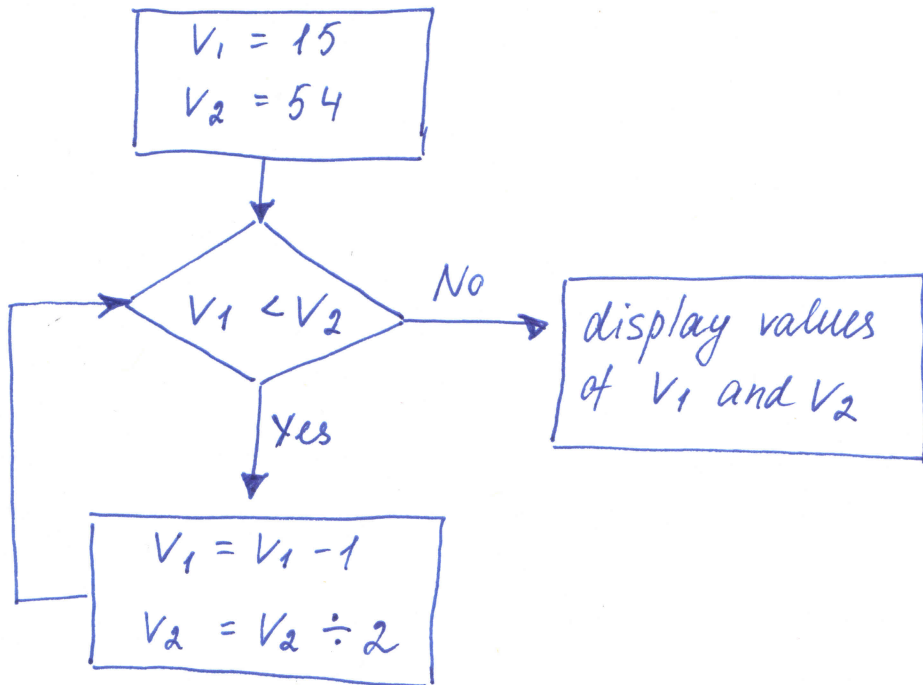 V₁ = 15
V₂ = 54
V₁ < V₂
No
display values
of V₁ and V₂
Yes
V₁ = V₁ - 1
V₂ = V₂ ÷ 2